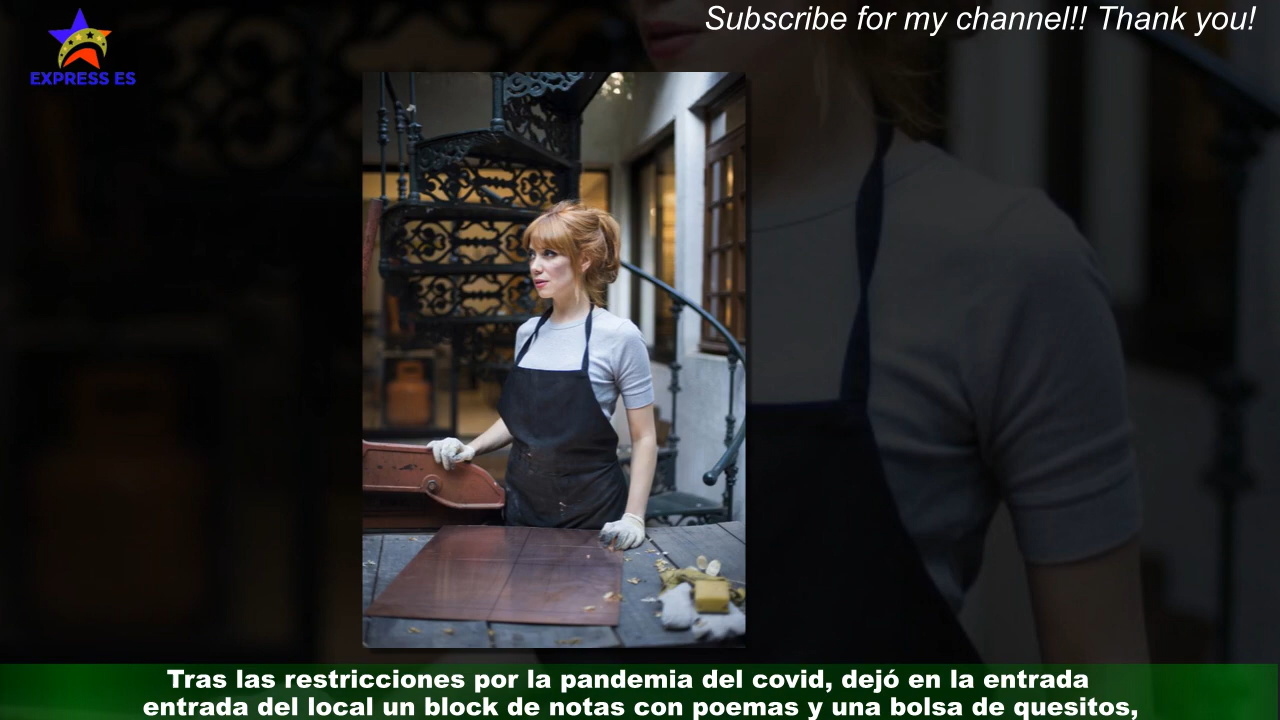 Subscribe for my channel!! Thank you!
EXPRESS ES
Tras las restricciones por la pandemia del covid, dejó en la entrada
entrada del local un block de notas con poemas y una bolsa de quesitos,